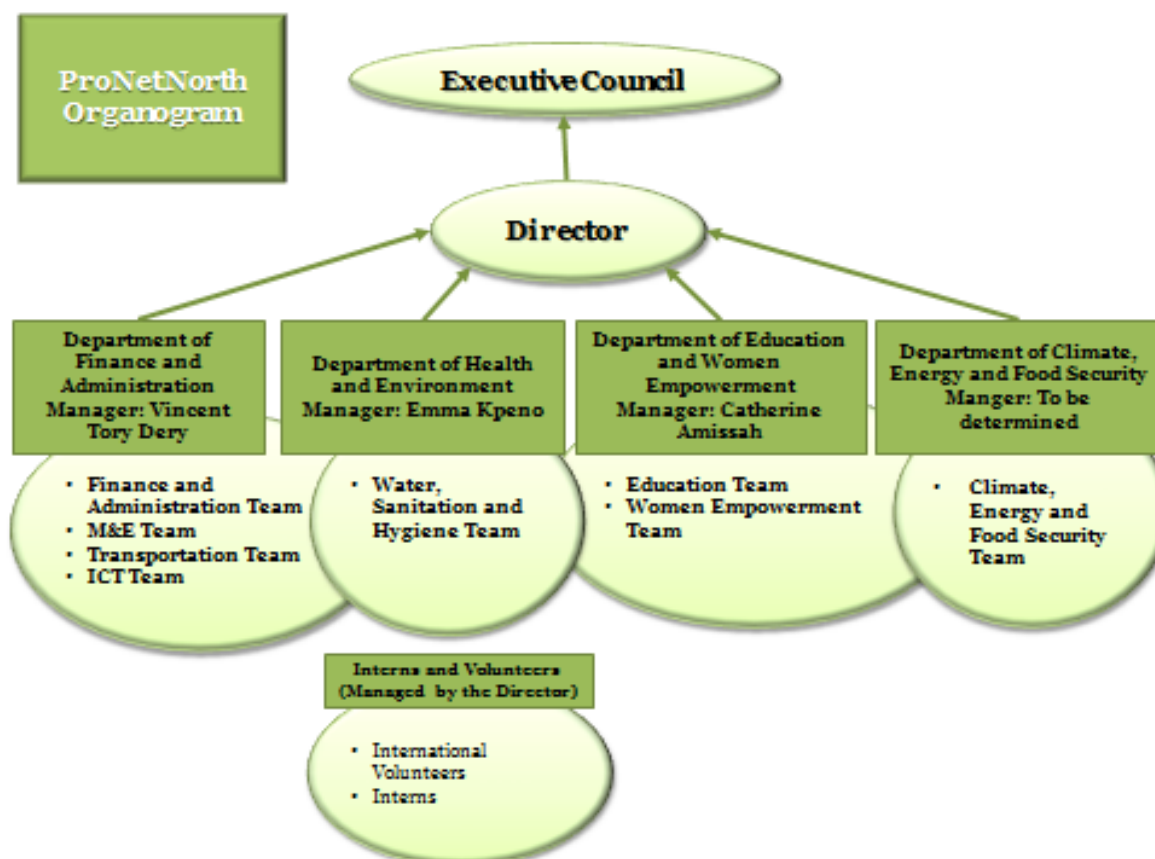 ProNetNorth
Organogram
Executive Council
Director
Department of
Finance and
Administration
Manager: Vincent
Tory Dery
• Finance and
Administration Team
• M&E Team
• Transportation Team
• ICT Team
Department of Health
and Environment
Manager: Emma Kpeno
• Water,
Sanitation and
Hygiene Team
Department of Education
and Women
Empowerment
Manager: Catherine
Amissah
• Education Team
• Women Empowerment
Team
Department of Climate,
Energy and Food Security
Manger: To be
determined
• Climate,
Energy and
Food Security
Team
Interns and Volunteers
(Managed by the Director)
• International
Volunteers
• Interns